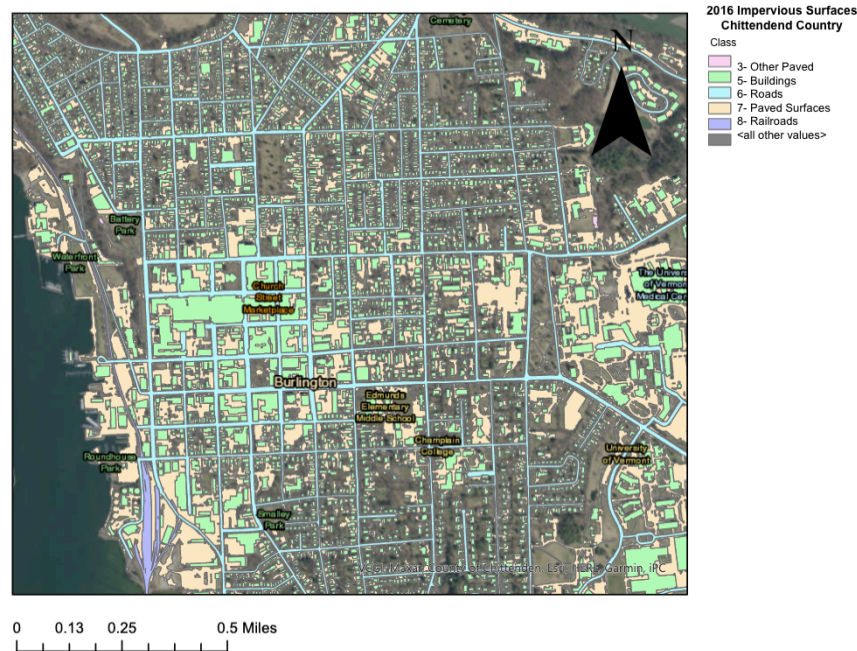 2016 Impervious Surfaces
Chittendend Country
Class
3- Other Paved
5- Buildings
6- Roads
7- Paved Surfaces
8- Railroads
<all other values>
N
Cemetery
Battery
Park
Waterfront
Park
Church
Street
Marketplace
The Univers
of Vermon
Medical Cen
Burlington
Edmunds
Elementary
Middle School
Champlain
College
University
of Vermont
Roundhouse
Park
Smalley
Park
VCGI, Maxar, County of Chittenden, Esri, HERE, Garmin, iPC
0 0.13 0.25 0.5 Miles